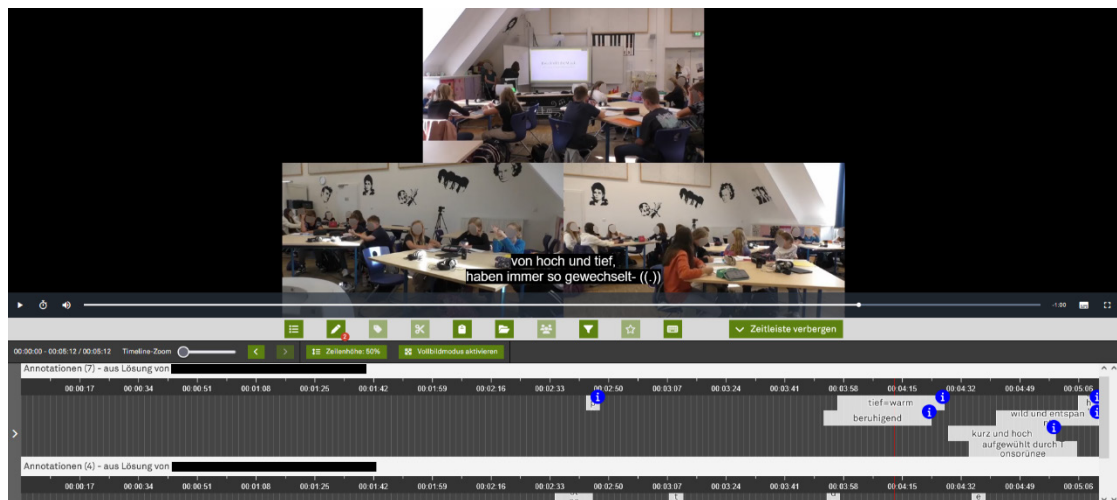 von hoch und tief,
haben immer so gewechselt- ((.))
-1:00
2
Zeitleiste verbergen
00:00:00 - 00:05:12 / 00:05:12 Timeline-Zoom Zeilenhöhe: 50% Vollbildmodus aktivieren
Annotationen (7) - aus Lösung von
00:00:17 00:00:34 00:00:51 00:01:08 00:01:25 00:01:42 00:01:59 00:02:16 00:02:33 00:02:50 00:03:07 00:03:24 00:03:41 00:03:58 00:04:15 00:04:32 00:04:49 00:05:06
tief=warm
beruhigend
wild und entspan
kurz und hoch
aufgewühlt durch T
onsprünge
Annotationen (4) - aus Lösung von
00:00:17 00:00:34 00:00:51 00:01:08 00:01:25 00:01:42 00:01:59 00:02:16 00:02:33 00:02:50 00:03:07 00:03:24 00:03:41 00:03:58 00:04:15 00:04:32 00:04:49 00:05:06